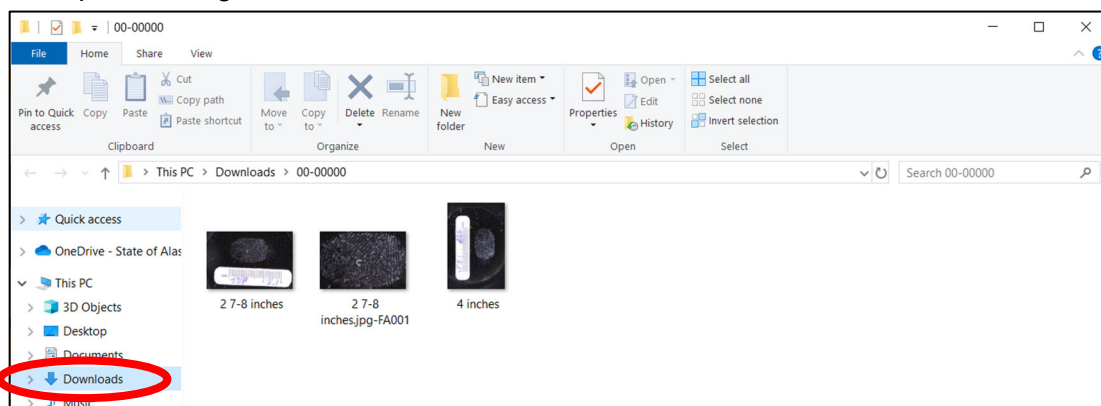 00-00000
File Home Share View
Pin to Quick access
Copy
Paste
Cut
Copy path
Paste shortcut
Move to
Copy to
Delete
Rename
New folder
New item
Easy access
Properties
Open
Edit
History
Select all
Select none
Invert selection
Clipboard Organize New Open Select
This PC > Downloads > 00-00000
Search 00-00000
Quick access
OneDrive - State of Alas
This PC
3D Objects
Desktop
Documents
Downloads
Music
2 7-8 inches
2 7-8
inches.jpg-FA001
4 inches